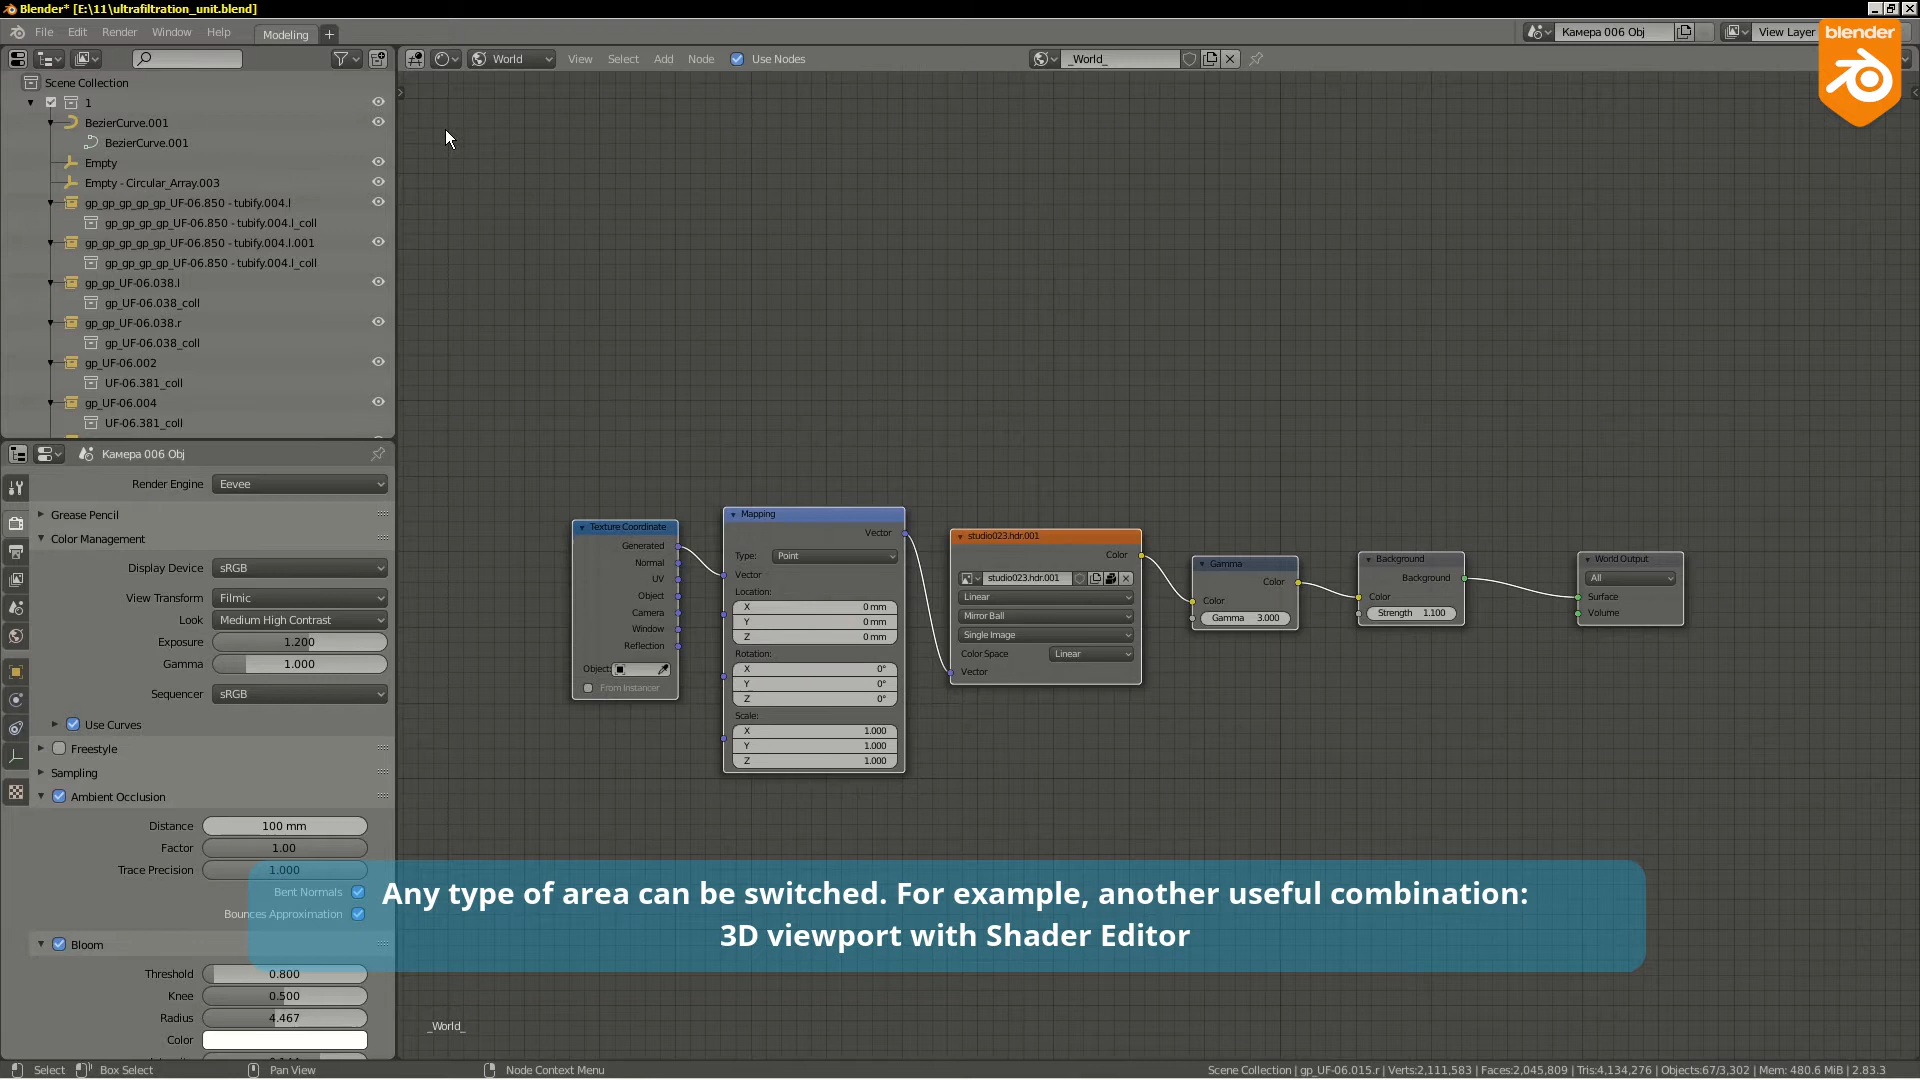 Blender* [E:\11\ultrafiltration_unit.blend]
File Edit Render Window Help Modeling +
Камера 006 Obj
View Layer
blender
World View Select Add Node Use Nodes
_World_
Scene Collection
1
BezierCurve.001
BezierCurve.001
Empty
Empty - Circular_Array.003
gp_gp_gp_gp_gp_UF-06.850 - tubify.004.l
gp_gp_gp_gp_UF-06.850 - tubify.004.l_coll
gp_gp_gp_gp_gp_UF-06.850 - tubify.004.l.001
gp_gp_gp_gp_UF-06.850 - tubify.004.l_coll
gp_gp_UF-06.038.l
gp_UF-06.038_coll
gp_gp_UF-06.038.r
gp_UF-06.038_coll
gp_UF-06.002
UF-06.381_coll
gp_UF-06.004
UF-06.381_coll
Камера 006 Obj
Render Engine Eevee
Grease Pencil
Color Management
Display Device sRGB
View Transform Filmic
Look Medium High Contrast
Exposure 1.200
Gamma 1.000
Sequencer sRGB
Use Curves
Freestyle
Sampling
Ambient Occlusion
Distance 100 mm
Factor 1.00
Trace Precision 1.000
Bent Normals
Bounces Approximation
Bloom
Threshold 0.800
Knee 0.500
Radius 4.467
Color
Texture Coordinate
Generated
Normal
UV
Object
Camera
Window
Reflection
Object:
From Instancer
Mapping
Vector
Type: Point
Vector
Location:
X 0 mm
Y 0 mm
Z 0 mm
Rotation:
X 0°
Y 0°
Z 0°
Scale:
X 1.000
Y 1.000
Z 1.000
studio023.hdr.001
Color
studio023.hdr.001
Linear
Mirror Ball
Single Image
Color Space Linear
Vector
Gamma
Color
Color
Gamma 3.000
Background
Background
Color
Strength 1.100
World Output
All
Surface
Volume
Any type of area can be switched. For example, another useful combination:
3D viewport with Shader Editor
_World_
Select Box Select Pan View Node Context Menu
Scene Collection | gp_UF-06.015.r | Verts:2,111,583 | Faces:2,045,809 | Tris:4,134,276 | Objects:67/3,302 | Mem: 480.6 MiB | 2.83.3